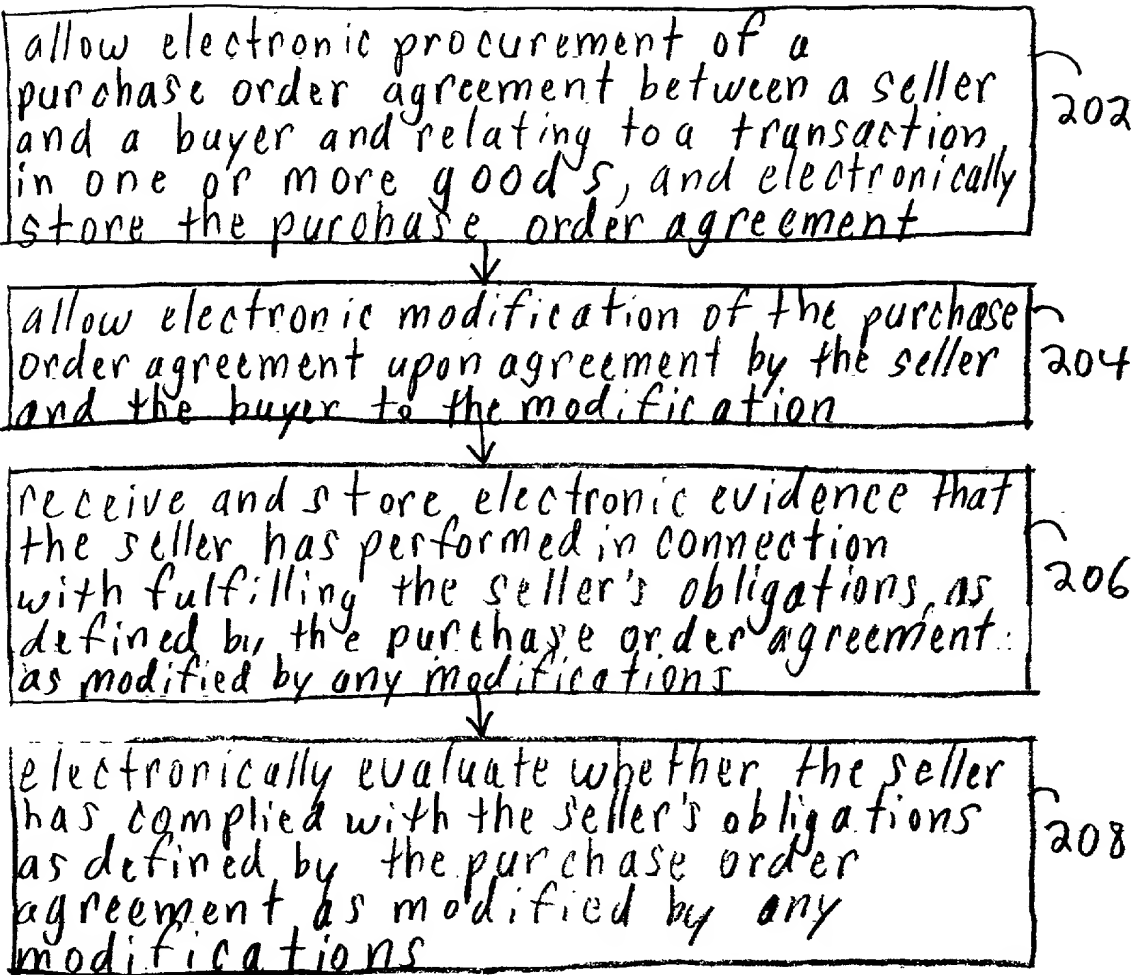 allow electronic procurement of a
purchase order agreement between a seller
and a buyer and relating to a transaction
in one or more goods, and electronically
store the purchase order agreement
202
allow electronic modification of the purchase
order agreement upon agreement by the seller
and the buyer to the modification
204
receive and store electronic evidence that
the seller has performed in connection
with fulfilling the seller's obligations, as
defined by the purchase order agreement
as modified by any modifications
206
electronically evaluate whether the seller
has complied with the seller's obligations
as defined by the purchase order
agreement as modified by any
modifications
208